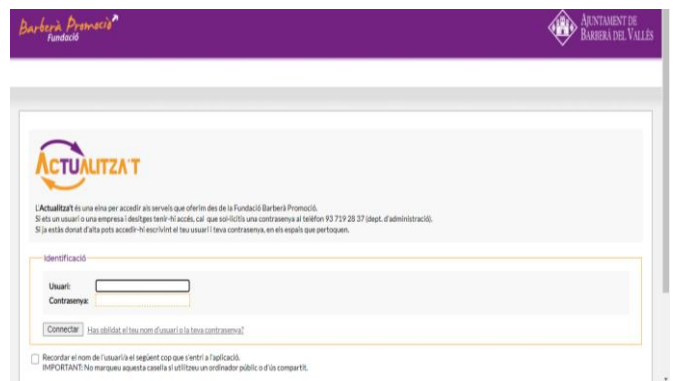 Barberà Promoció
Fundació
AJUNTAMENT DE
BARBERÀ DEL VALLÈS
ACTUALITZA'T
L'Actualitza't és una eina per accedir als serveis que oferim des de la Fundació Barberà Promoció.
Si ets un usuari o una empresa i desitges tenir-hi accés, cal que sol·licitis una contrasenya al telèfon 93 719 28 37 (dept. d'administració).
Si ja estàs donat d'alta pots accedir-hi escrivint el teu usuari i teva contrasenya, en els espais que pertoquen.
Identificació
Usuari:
Contrasenya:
Connectar Has oblidat el teu nom d'usuari o la teva contrasenya?
Recordar el nom de l'usuari/a el següent cop que s'entri a l'aplicació.
IMPORTANT: No marqueu aquesta casella si utilitzeu un ordinador públic o d'ús compartit.